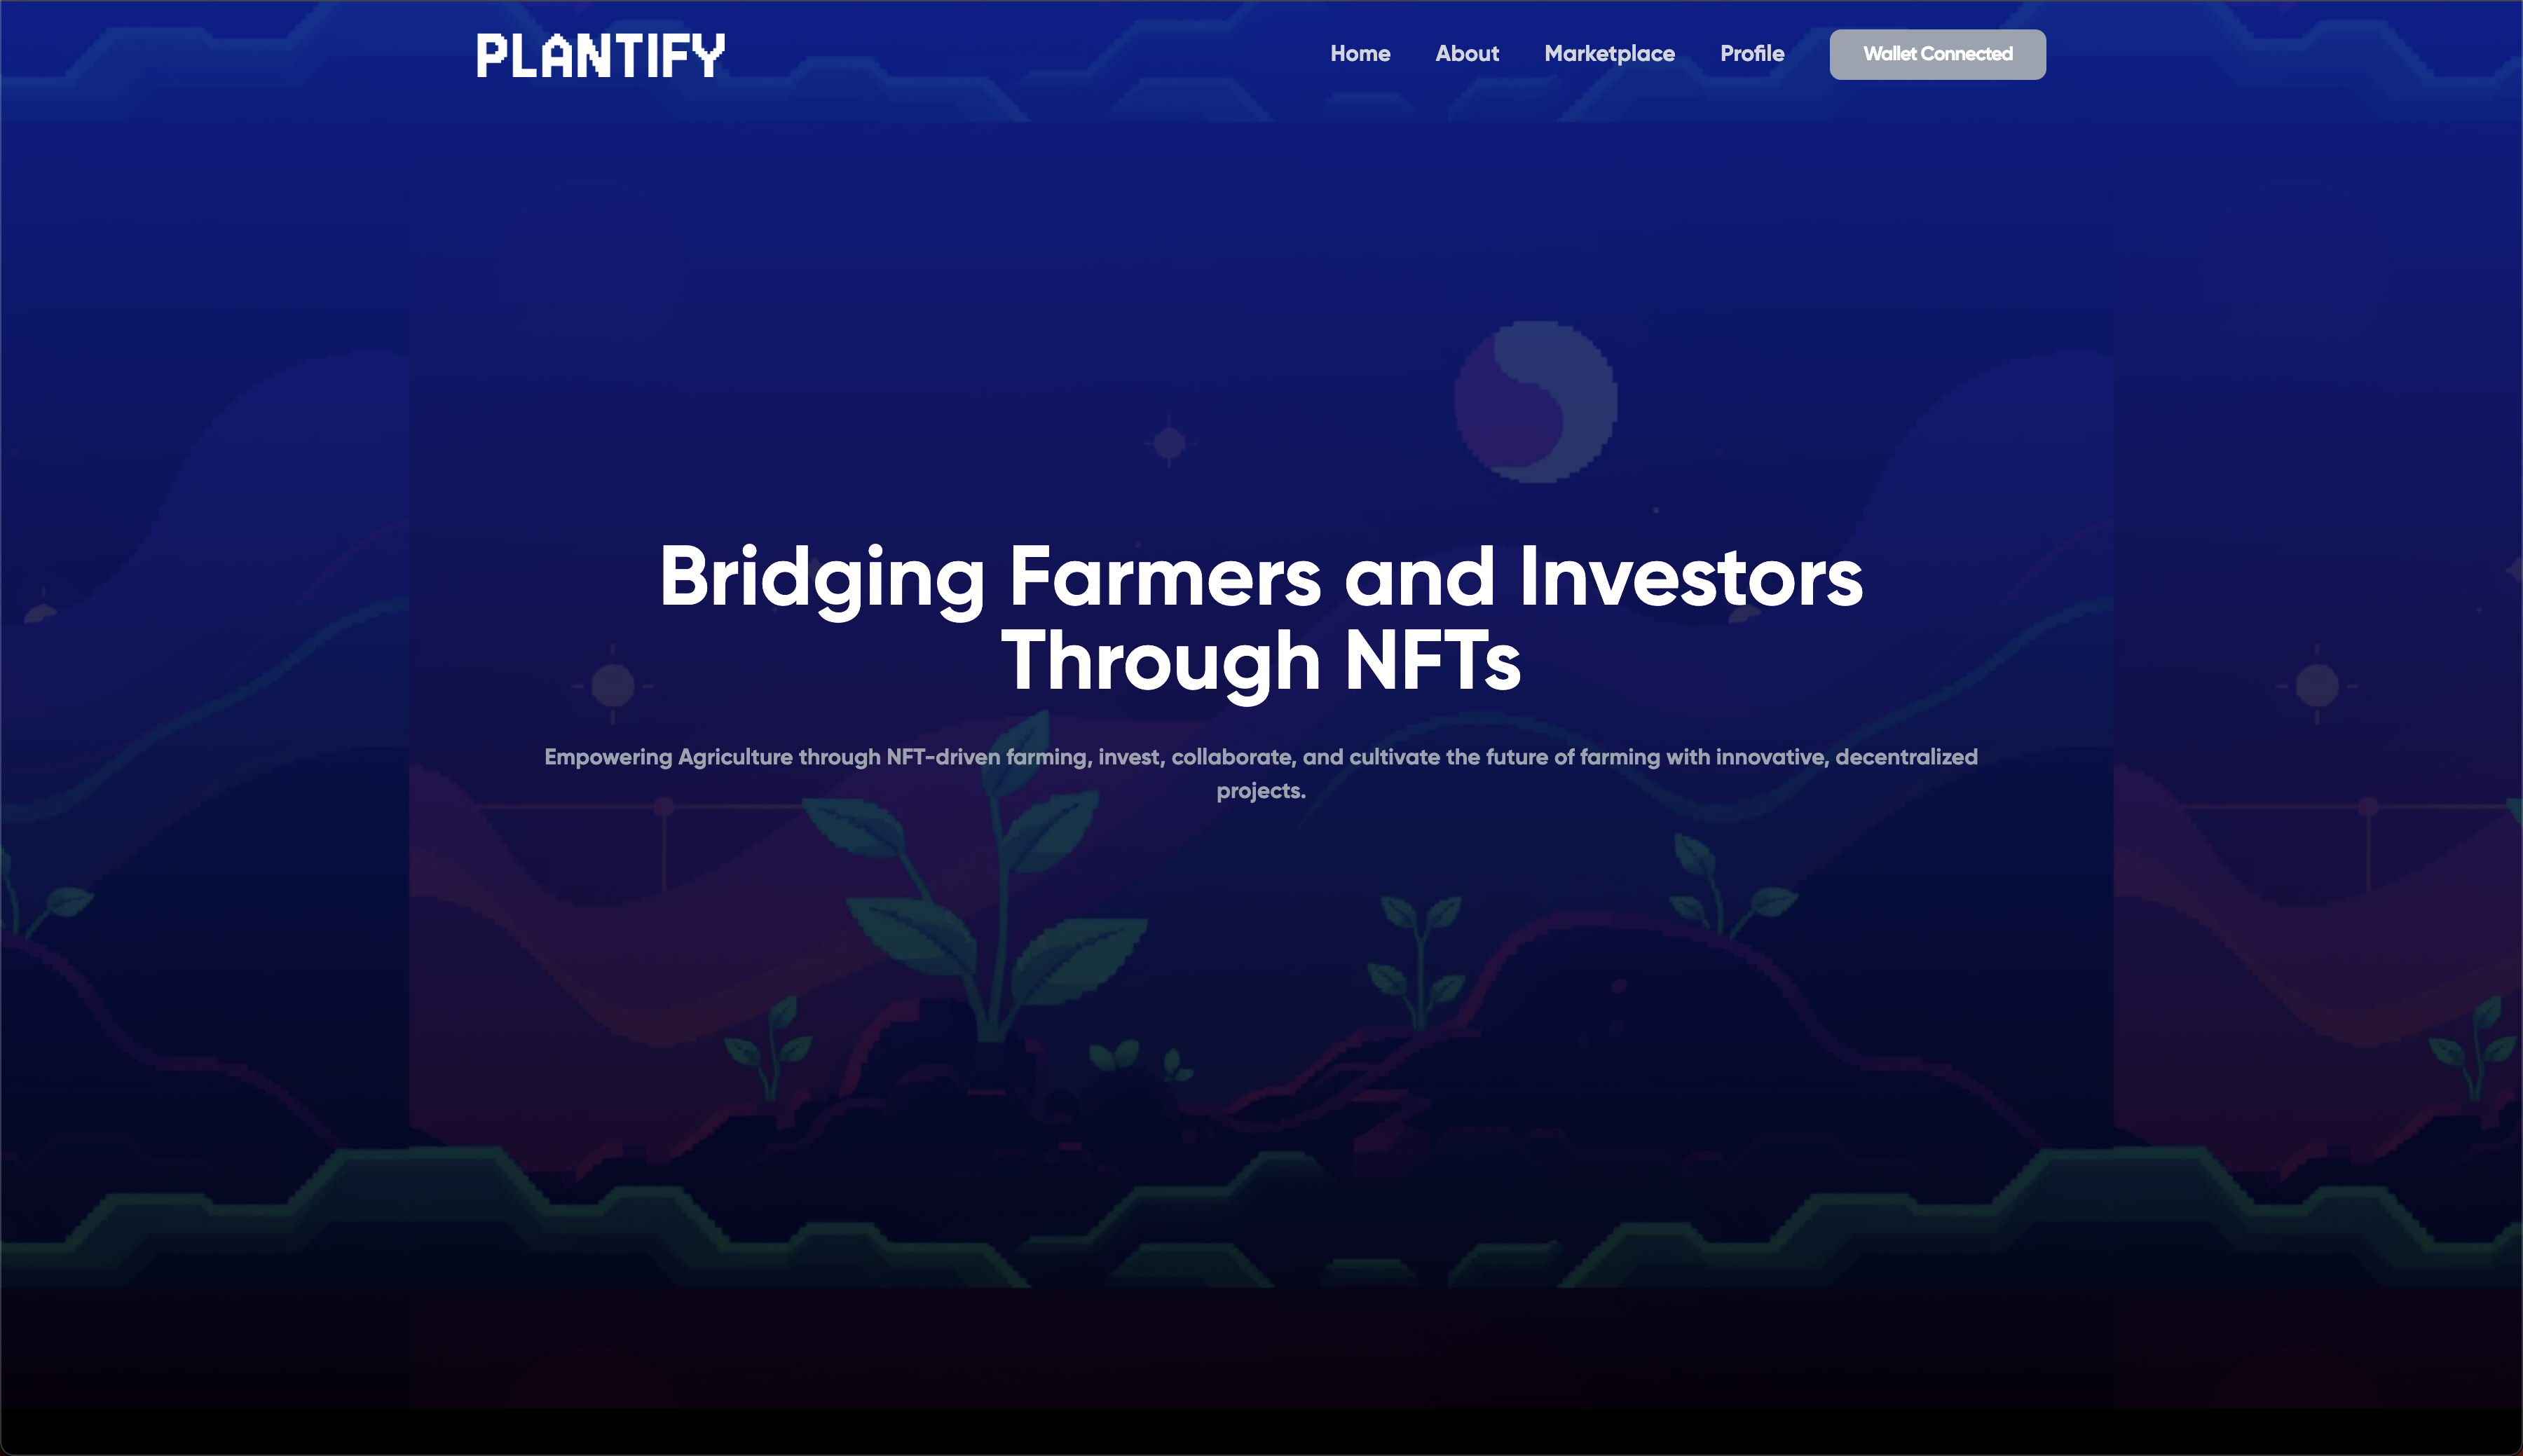 PLANTIFY
Home About Marketplace Profile Wallet Connected
Bridging Farmers and Investors
Through NFTs
Empowering Agriculture through NFT-driven farming, invest, collaborate, and cultivate the future of farming with innovative, decentralized
projects.